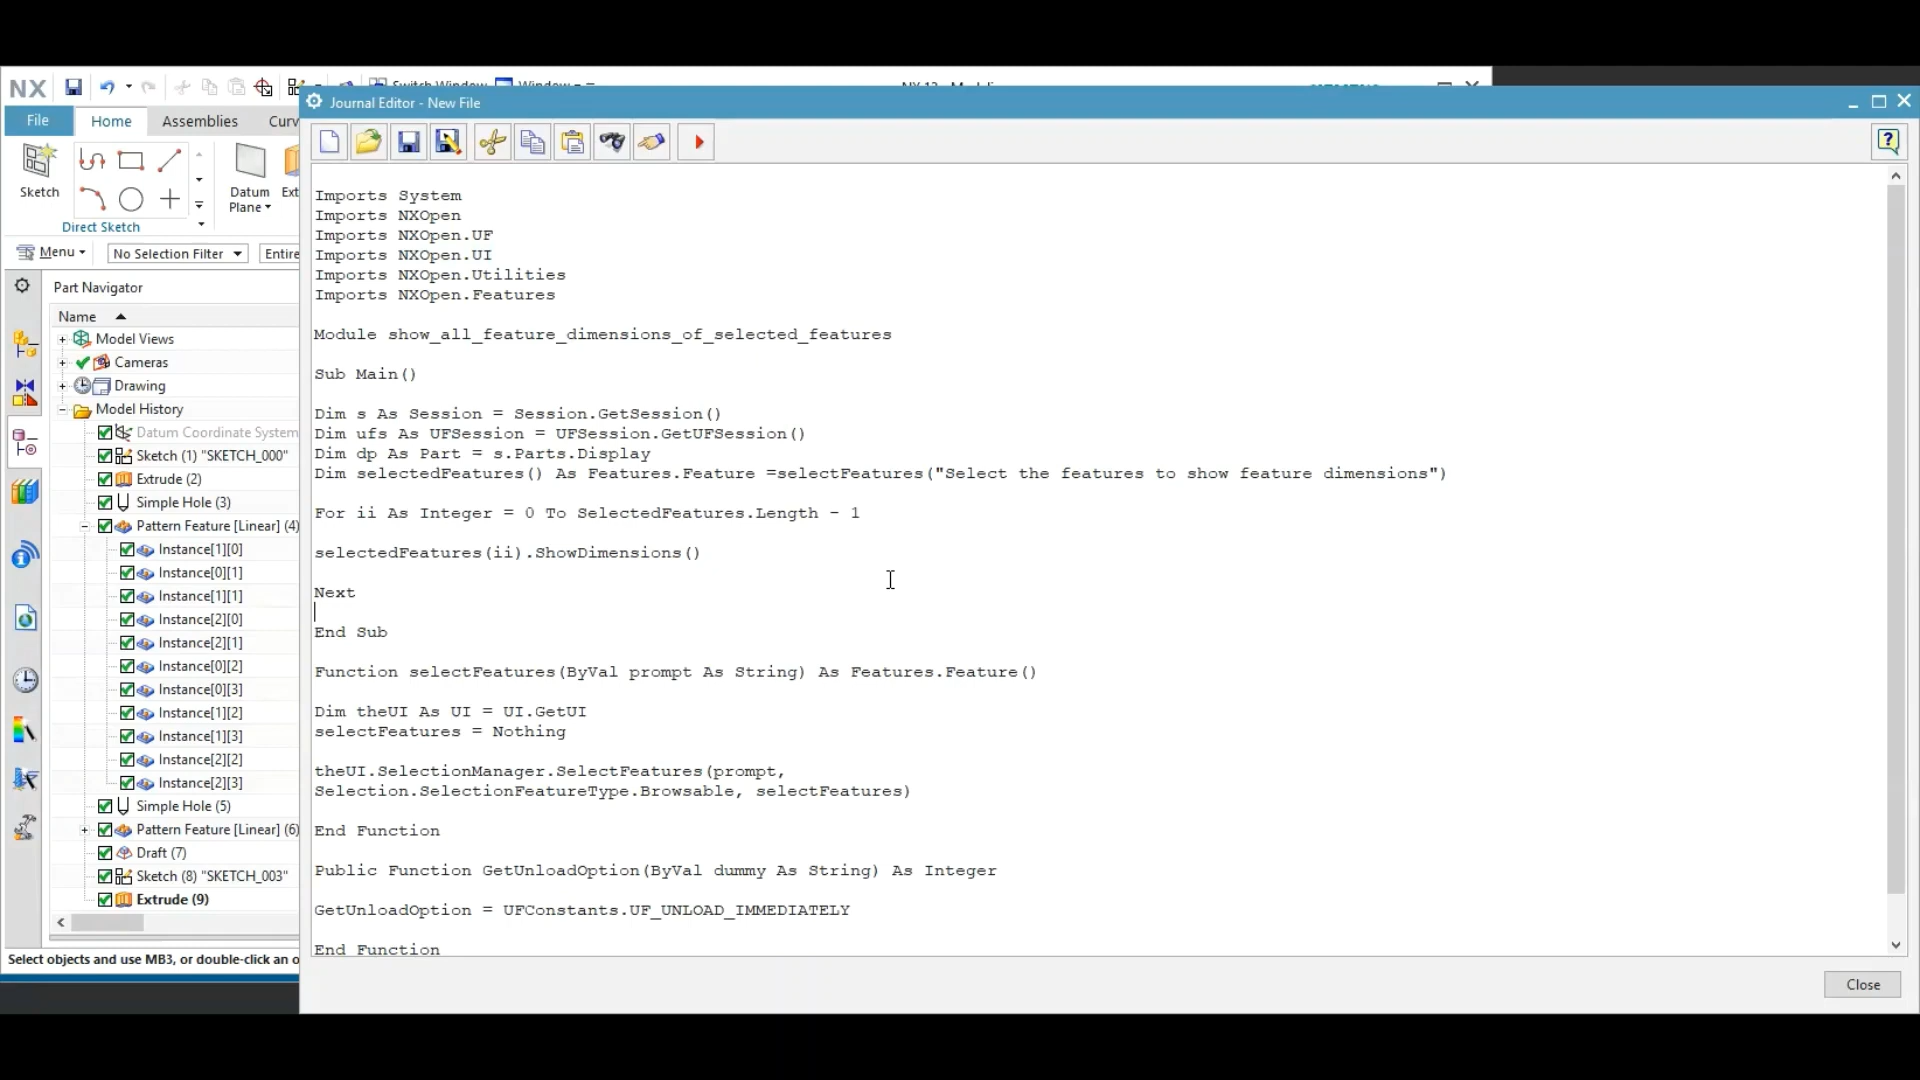 NX
Switch Window
Window
Journal Editor - New File
File
Home
Assemblies
Curv
Sketch
Datum
Plane
Ext
Direct Sketch
Menu
No Selection Filter
Entire
Part Navigator
Name
Model Views
Cameras
Drawing
Model History
Datum Coordinate System
Sketch (1) "SKETCH_000"
Extrude (2)
Simple Hole (3)
Pattern Feature [Linear] (4)
Instance[1][0]
Instance[0][1]
Instance[1][1]
Instance[2][0]
Instance[2][1]
Instance[0][2]
Instance[0][3]
Instance[1][2]
Instance[1][3]
Instance[2][2]
Instance[2][3]
Simple Hole (5)
Pattern Feature [Linear] (6)
Draft (7)
Sketch (8) "SKETCH_003"
Extrude (9)
Select objects and use MB3, or double-click an o
Imports System
Imports NXOpen
Imports NXOpen.UF
Imports NXOpen.UI
Imports NXOpen.Utilities
Imports NXOpen.Features
Module show_all_feature_dimensions_of_selected_features
Sub Main()
Dim s As Session = Session.GetSession()
Dim ufs As UFSession = UFSession.GetUFSession()
Dim dp As Part = s.Parts.Display
Dim selectedFeatures() As Features.Feature =selectFeatures("Select the features to show feature dimensions")
For ii As Integer = 0 To SelectedFeatures.Length - 1
selectedFeatures(ii).ShowDimensions()
Next
End Sub
Function selectFeatures(ByVal prompt As String) As Features.Feature()
Dim theUI As UI = UI.GetUI
selectFeatures = Nothing
theUI.SelectionManager.SelectFeatures(prompt,
Selection.SelectionFeatureType.Browsable, selectFeatures)
End Function
Public Function GetUnloadOption(ByVal dummy As String) As Integer
GetUnloadOption = UFConstants.UF_UNLOAD_IMMEDIATELY
End Function
Close